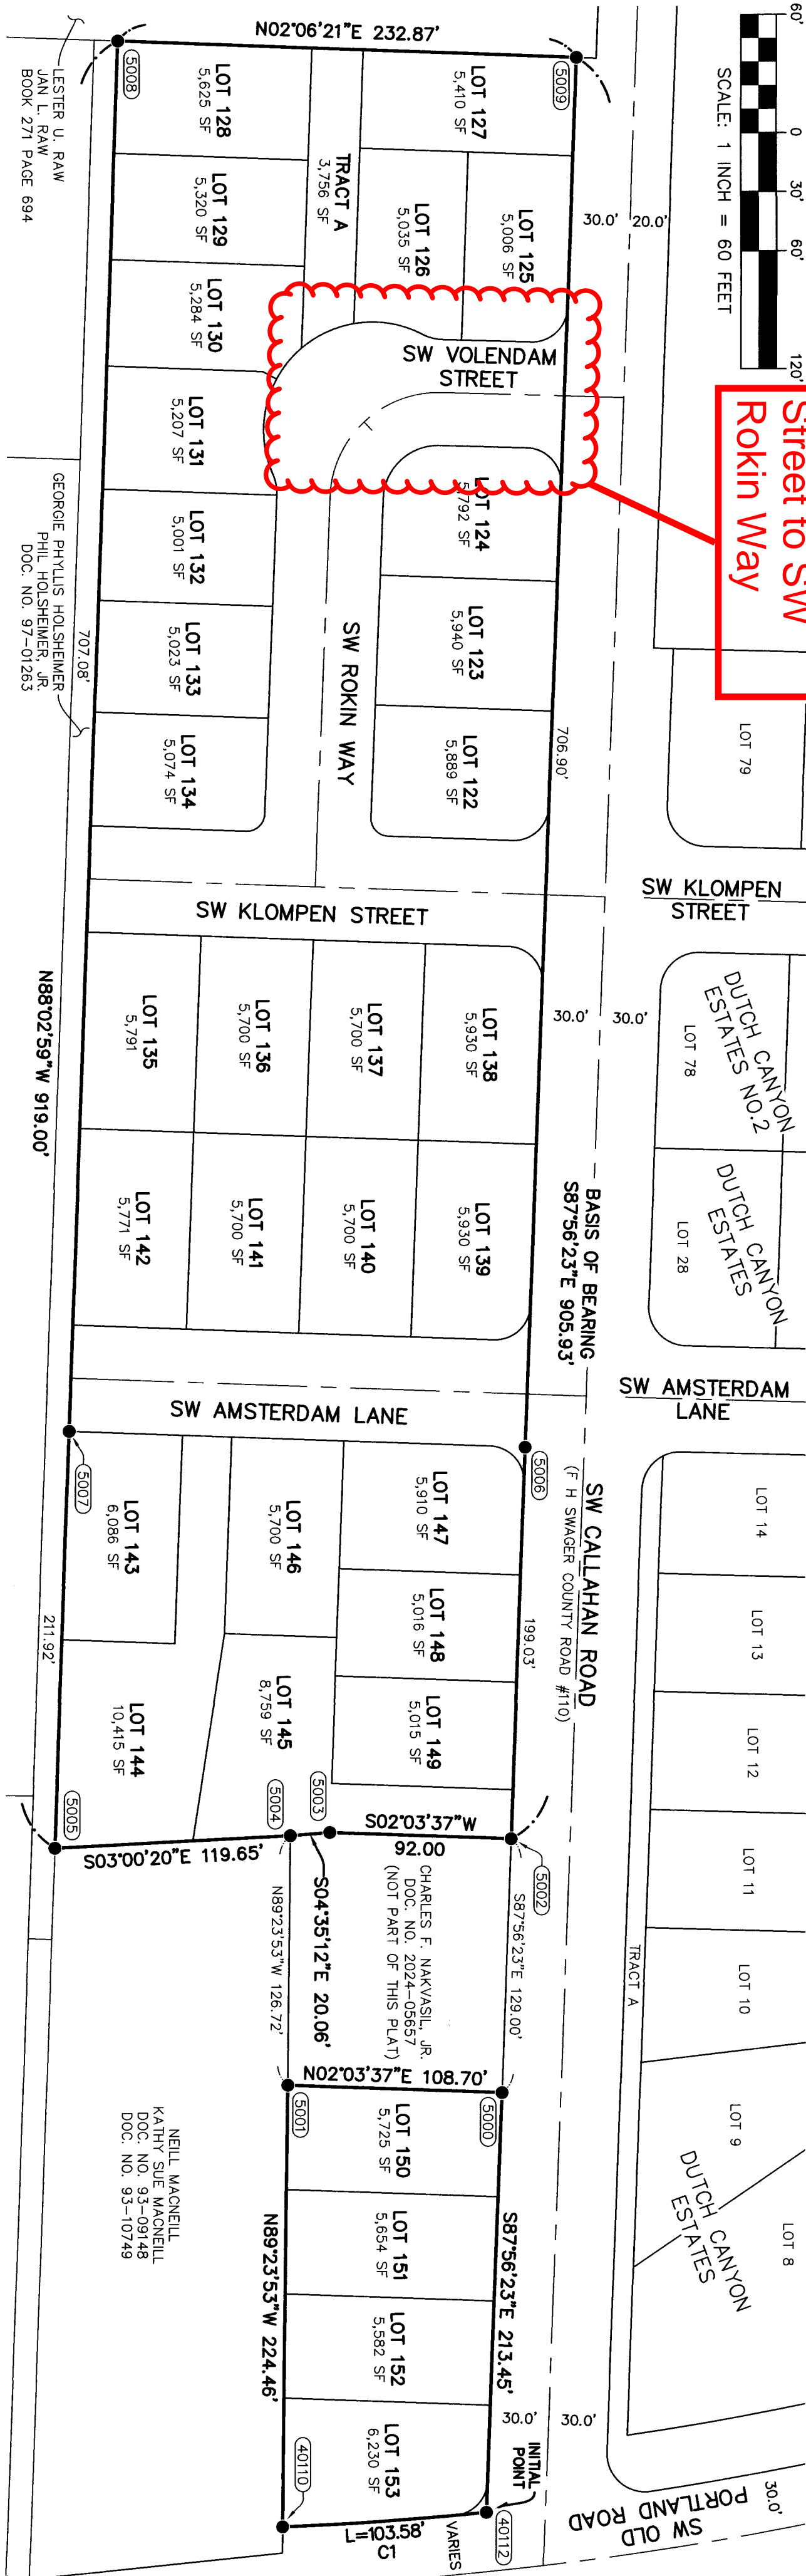 60'
0
30'
60'
120'
SCALE: 1 INCH = 60 FEET
Street to SW
Rokin Way
N02°06'21"E 232.87'
5008
5009
LESTER U. RAW
JAN L. RAW
BOOK 271 PAGE 694
LOT 128
5,625 SF
LOT 127
5,410 SF
TRACT A
3,756 SF
LOT 129
5,320 SF
LOT 126
5,035 SF
LOT 125
5,006 SF
30.0'
20.0'
LOT 130
5,284 SF
SW VOLENDAM
STREET
LOT 131
5,207 SF
LOT 124
5,792 SF
LOT 132
5,001 SF
GEORGIE PHYLLIS HOLSHEIMER
PHIL HOLSHEIMER, JR.
DOC. NO. 97-01263
707.08'
LOT 133
5,023 SF
SW ROKIN WAY
LOT 123
5,940 SF
LOT 134
5,074 SF
LOT 122
5,889 SF
706.90'
LOT 79
SW KLOMPEN STREET
SW KLOMPEN
STREET
N88°02'59"W 919.00'
LOT 135
5,791
LOT 136
5,700 SF
LOT 137
5,700 SF
LOT 138
5,930 SF
30.0'
30.0'
LOT 78
DUTCH CANYON
ESTATES NO.2
LOT 142
5,771 SF
LOT 141
5,700 SF
LOT 140
5,700 SF
LOT 139
5,930 SF
BASIS OF BEARING
S87°56'23"E 905.93'
LOT 28
DUTCH CANYON
ESTATES
SW AMSTERDAM LANE
SW AMSTERDAM
LANE
5007
5006
SW CALLAHAN ROAD
(F H SWAGER COUNTY ROAD #110)
LOT 143
6,086 SF
LOT 146
5,700 SF
LOT 147
5,910 SF
LOT 148
5,016 SF
LOT 149
5,015 SF
199.03'
211.92'
LOT 144
10,415 SF
LOT 145
8,759 SF
LOT 14
LOT 13
LOT 12
LOT 11
LOT 10
TRACT A
LOT 9
LOT 8
DUTCH CANYON
ESTATES
5005
5004
5003
5002
S03°00'20"E 119.65'
S02°03'37"W
92.00
S04°35'12"E 20.06'
N89°23'53"W 126.72'
CHARLES F. NAKVASIL, JR.
DOC. NO. 2024-05657
(NOT PART OF THIS PLAT)
S87°56'23"E 129.00'
N02°03'37"E 108.70'
5001
5000
NEILL MACNEILL
KATHY SUE MACNEILL
DOC. NO. 93-09148
DOC. NO. 93-10749
LOT 150
5,725 SF
LOT 151
5,654 SF
LOT 152
5,582 SF
LOT 153
6,230 SF
N89°23'53"W 224.46'
S87°56'23"E 213.45'
30.0'
30.0'
INITIAL
POINT
40110
40112
L=103.58'
C1
VARIES
SW OLD
PORTLAND ROAD
30.0'